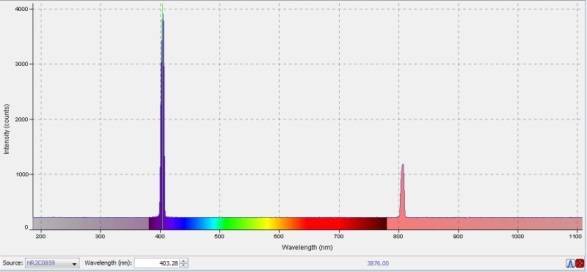 4000
3000
2000
1000
0
Intensity (counts)
200 300 400 500 600 700 800 900 1000 1100
Wavelength (nm)
Source: HR2C0859 Wavelength (nm): 403.28 3876.00